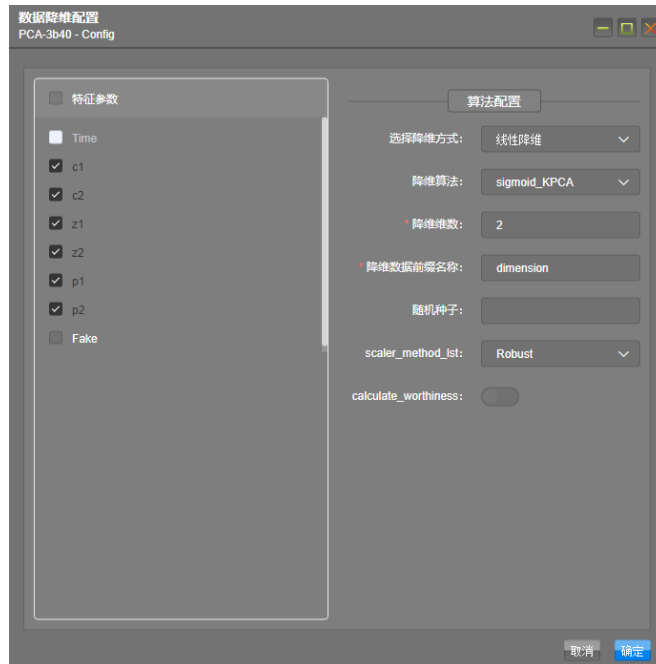 数据降维配置
PCA-3b40 - Config
特征参数
Time
c1
c2
z1
z2
p1
p2
Fake
算法配置
选择降维方式: 线性降维
降维算法: sigmoid_KPCA
* 降维维数: 2
* 降维数据前缀名称: dimension
随机种子:
scaler_method_lst: Robust
calculate_worthiness:
取消 确定